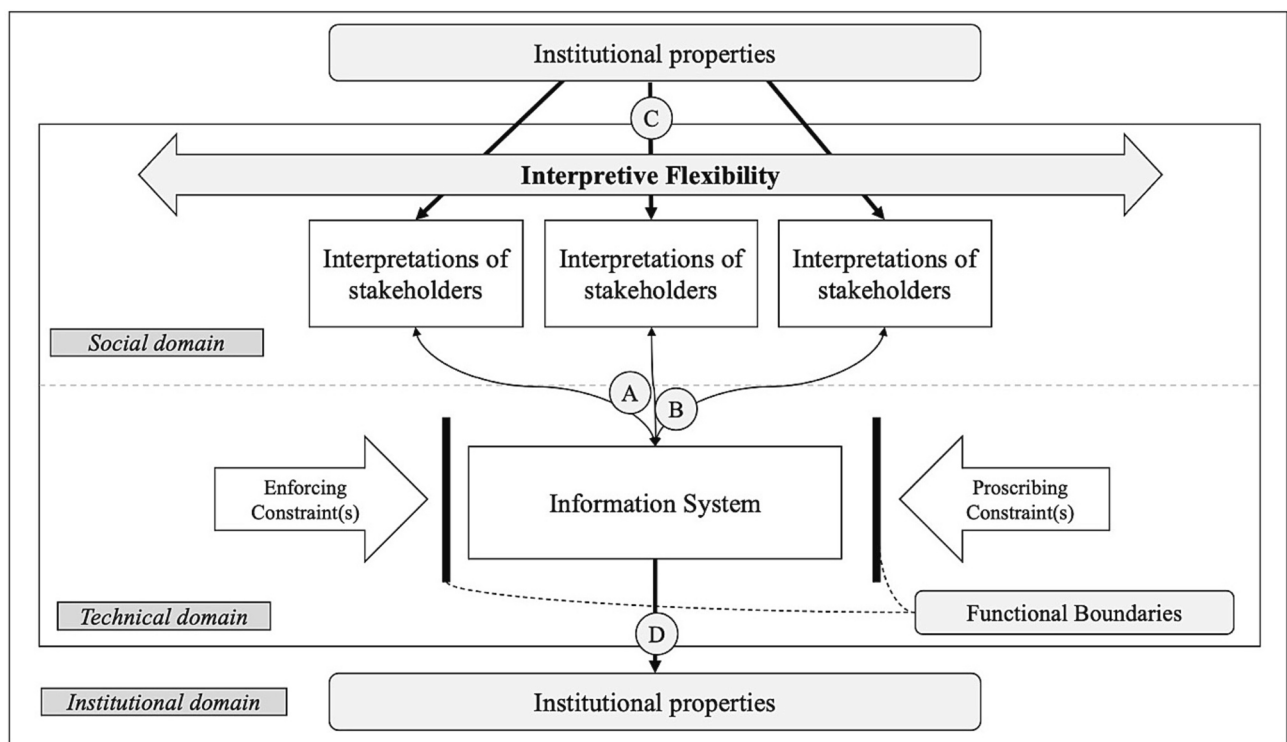 Institutional properties
C
Interpretive Flexibility
Interpretations of
stakeholders
Interpretations of
stakeholders
Interpretations of
stakeholders
Social domain
A
B
Enforcing
Constraint(s)
Information System
Proscribing
Constraint(s)
Technical domain
Functional Boundaries
D
Institutional domain
Institutional properties